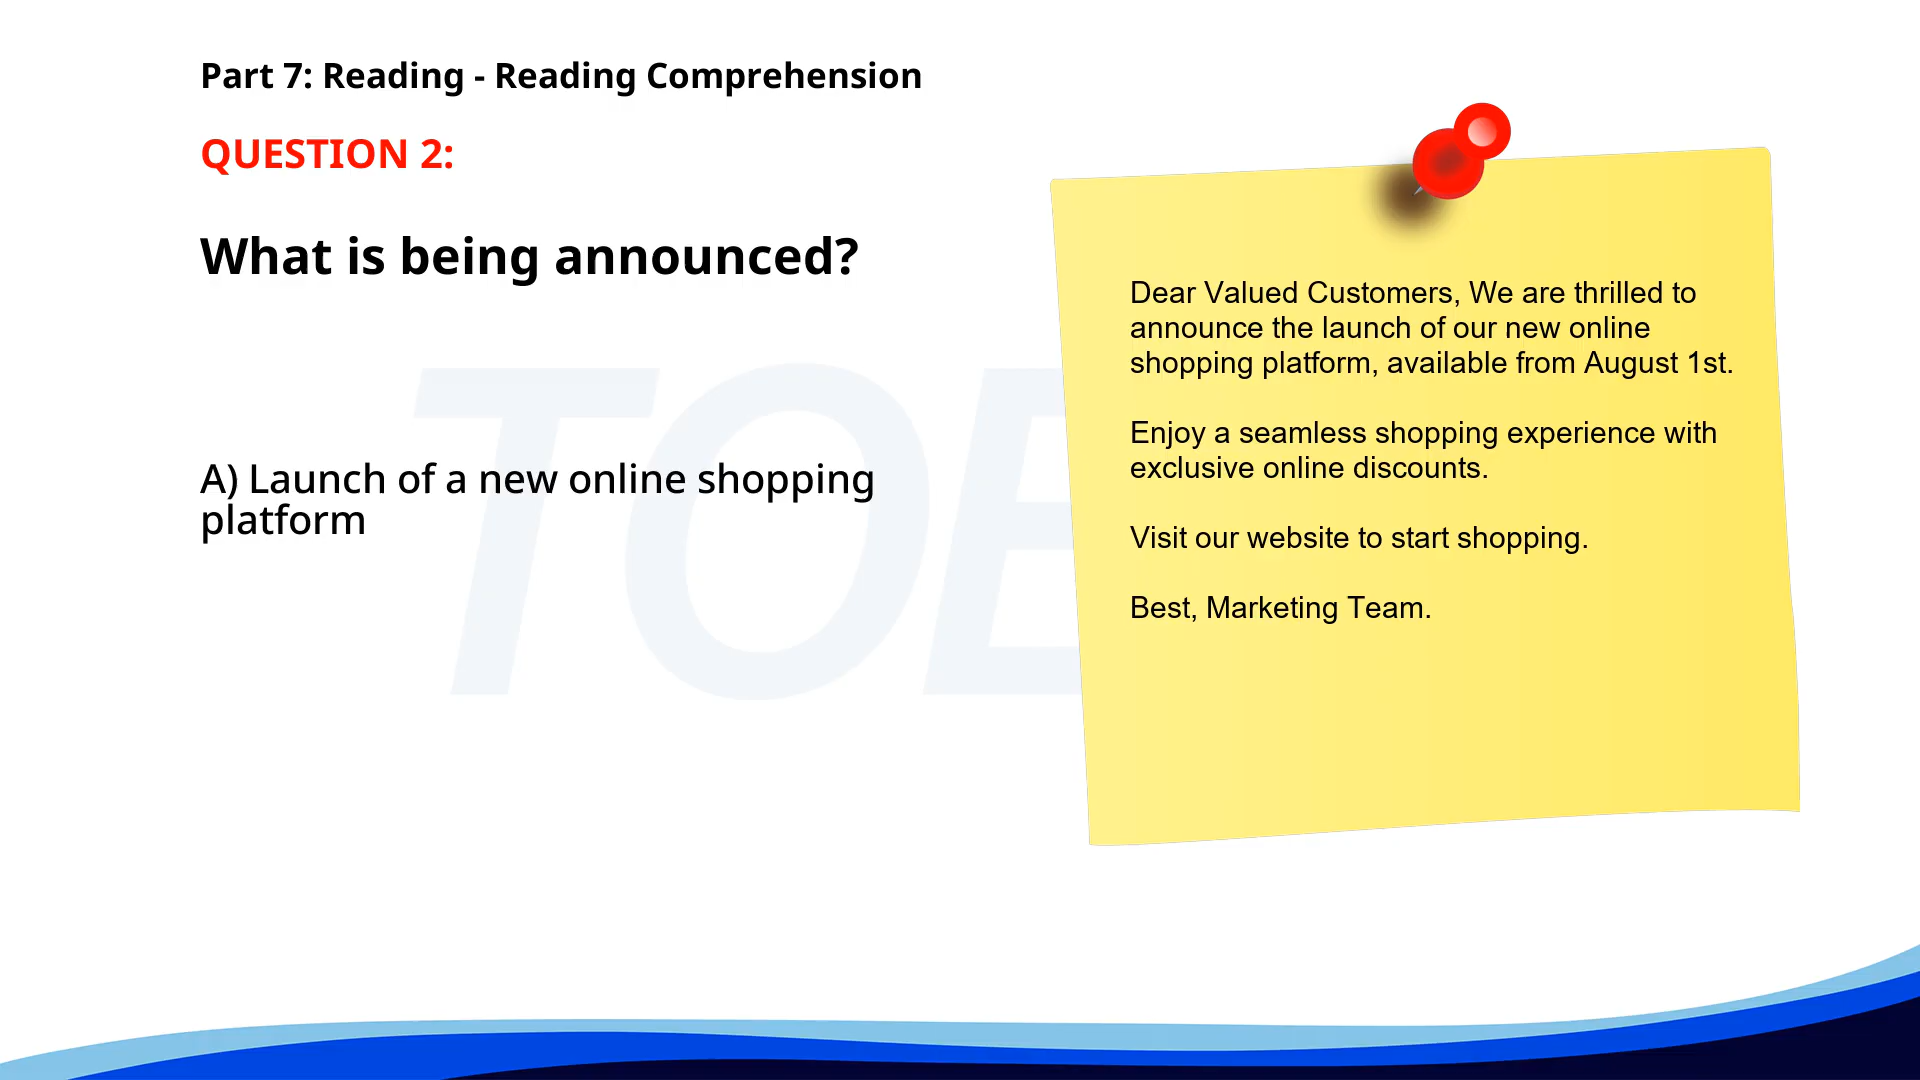 Part 7: Reading - Reading Comprehension
QUESTION 2:
What is being announced?
A) Launch of a new online shopping
platform
TOE
Dear Valued Customers, We are thrilled to
announce the launch of our new online
shopping platform, available from August 1st.
Enjoy a seamless shopping experience with
exclusive online discounts.
Visit our website to start shopping.
Best, Marketing Team.